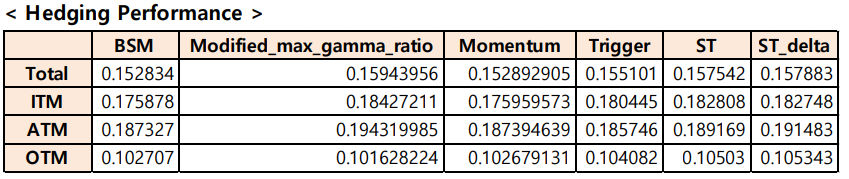 < Hedging Performance >
BSM Modified_max_gamma_ratio Momentum Trigger ST ST_delta
Total 0.152834 0.15943956 0.152892905 0.155101 0.157542 0.157883
ITM 0.175878 0.18427211 0.175959573 0.180445 0.182808 0.182748
ATM 0.187327 0.194319985 0.187394639 0.185746 0.189169 0.191483
OTM 0.102707 0.101628224 0.102679131 0.104082 0.10503 0.105343